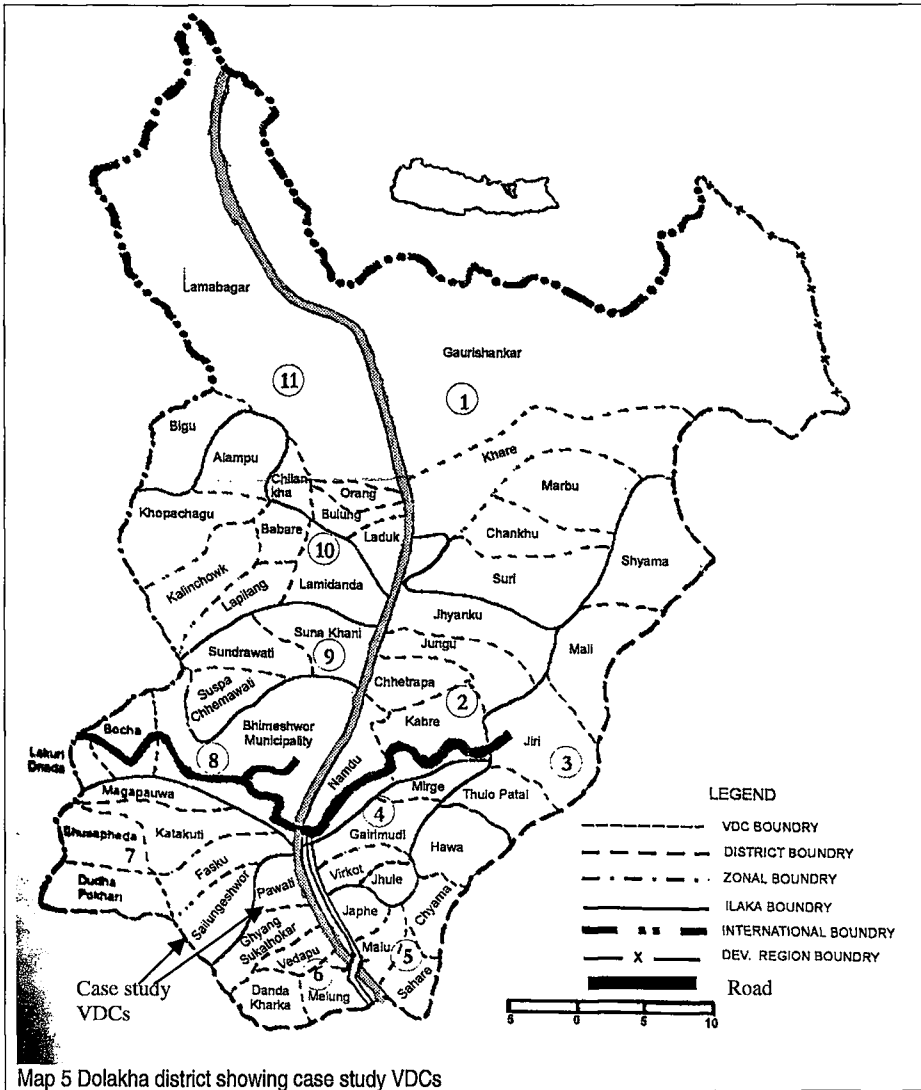 Lamabagar
Gaurishankar
11
1
Bigu
Alampu
Khare
Chilan
kha
Orang
Marbu
Khopachagu
Bulung
Babare
Laduk
Chankhu
10
Shyama
Kalinchowk
Lamidanda
Suri
Lapilang
Jhyanku
Suna Khani
Jungu
Mali
Sundrawati
9
Suspa
Chhemawati
Chhetrapa
2
Bhimeshwor
Municipality
Kabre
Bocha
8
Jiri
3
Lakuri
Dnada
Namdu
Magapauwa
Mirge
Thulo Patal
4
Bhusapheda
Katakuti
Gairimudi
Hawa
7
Fasku
Virkot
Dudha
Pokhari
Sailungeshwor
Pawati
Jhule
Chyama
Japhe
Ghyang
Sukathokar
Malu
5
Vedapu
6
Sahare
Case study
VDCs
Danda
Kharka
Melung
LEGEND
VDC BOUNDRY
DISTRICT BOUNDRY
ZONAL BOUNDRY
ILAKA BOUNDRY
INTERNATIONAL BOUNDRY
X DEV. REGION BOUNDRY
Road
5 0 5 10
Map 5 Dolakha district showing case study VDCs